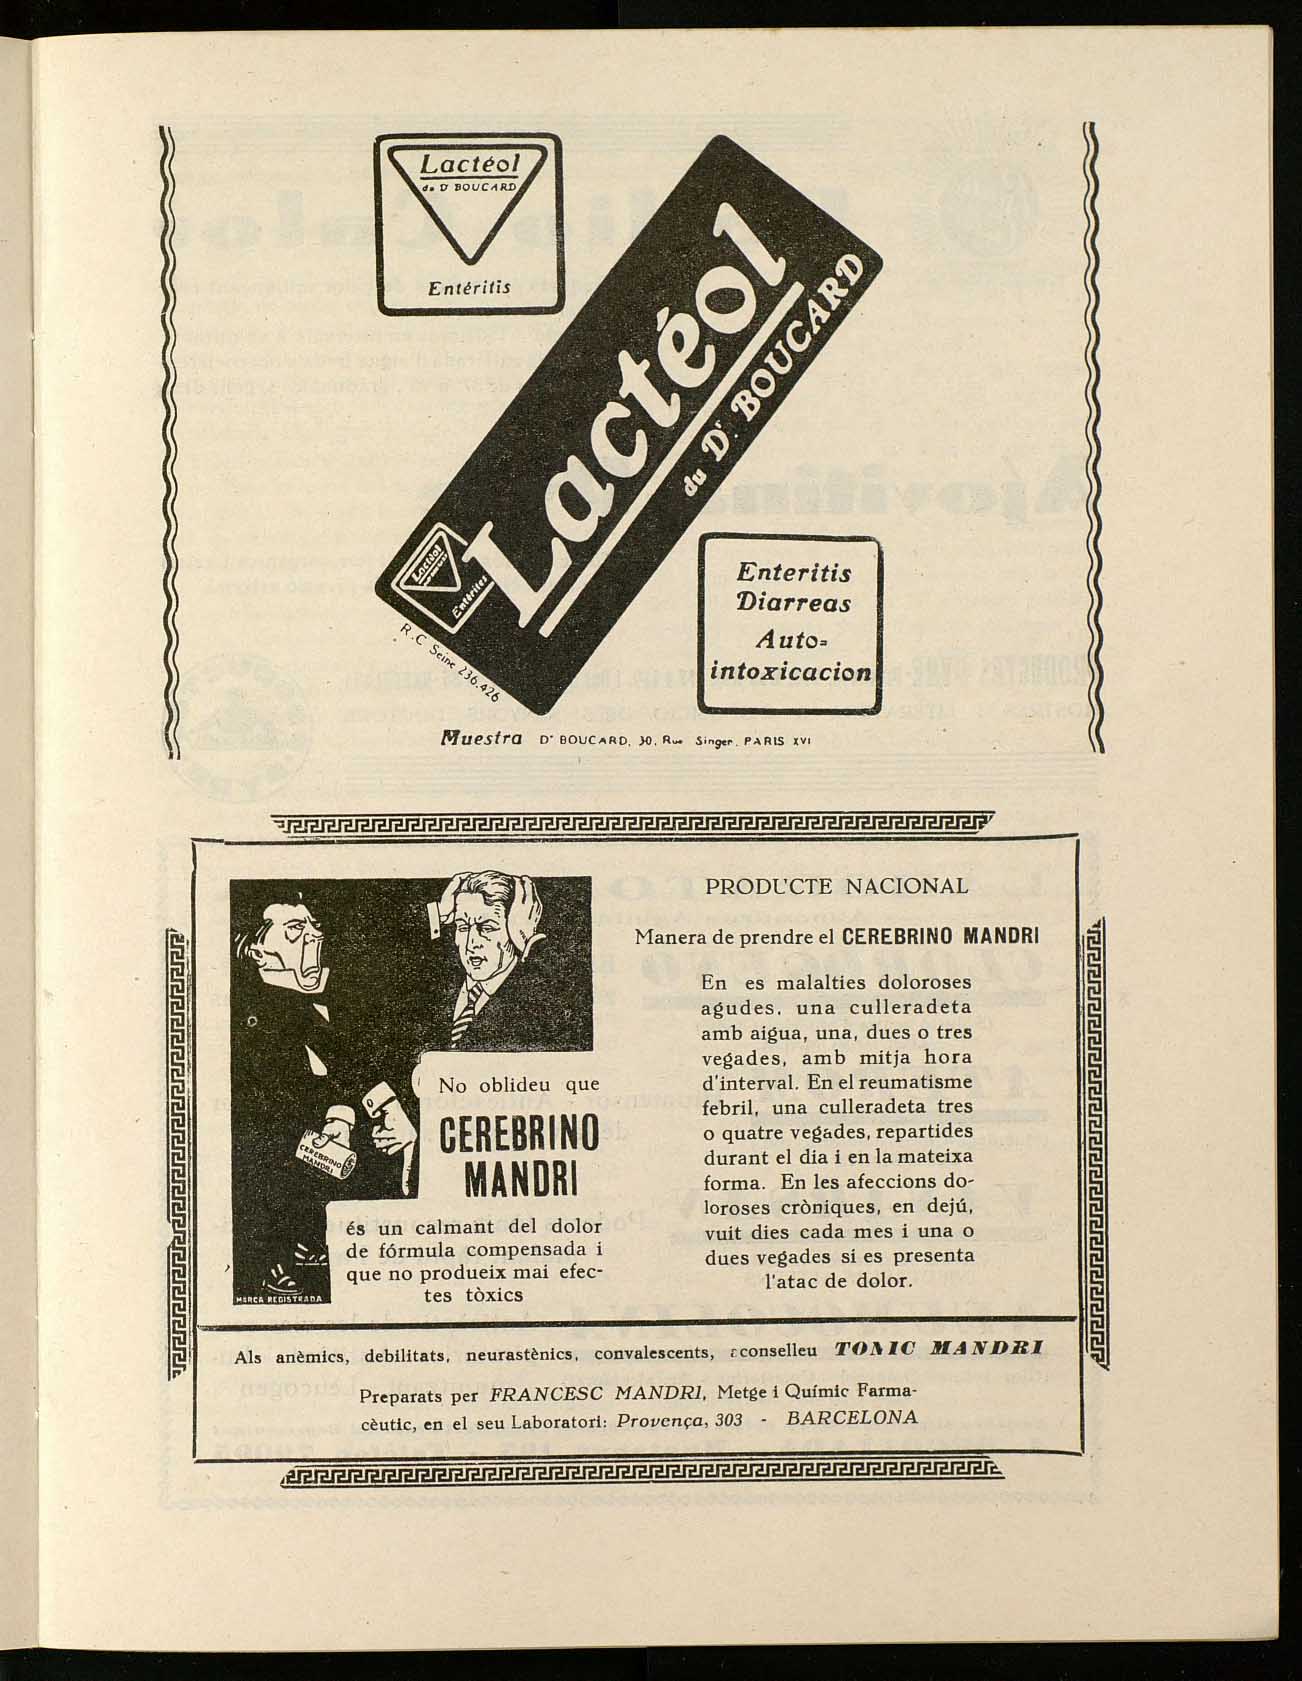 Lactéol
du Dr BOUCARD
Entéritis
Lactéol
du Dr. BOUCARD
Lactéol
Entérites
R.C Seine 236.426
Enteritis
Diarreas
Auto=
intoxicacion
Muestra Dr BOUCARD, 30, Rue Singer. PARIS XVI
PRODUCTE NACIONAL
Manera de prendre el CEREBRINO MANDRI
En es malalties doloroses
agudes, una culleradeta
amb aigua, una, dues o tres
vegades, amb mitja hora
d'interval. En el reumatisme
febril, una culleradeta tres
o quatre vegades, repartides
durant el dia i en la mateixa
forma. En les afeccions do-
loroses cròniques, en dejú,
vuit dies cada mes i una o
dues vegades si es presenta
l'atac de dolor.
No oblideu que
CEREBRINO
MANDRI
és un calmant del dolor
de fórmula compensada i
que no produeix mai efec-
tes tòxics
CEREBRINO
MANDRI
MARCA REGISTRADA
Als anèmics, debilitats, neurastènics, convalescents, aconselleu TONIC MANDRI
Preparats per FRANCESC MANDRI, Metge i Químic Farma-
cèutic, en el seu Laboratori: Provença, 303 - BARCELONA